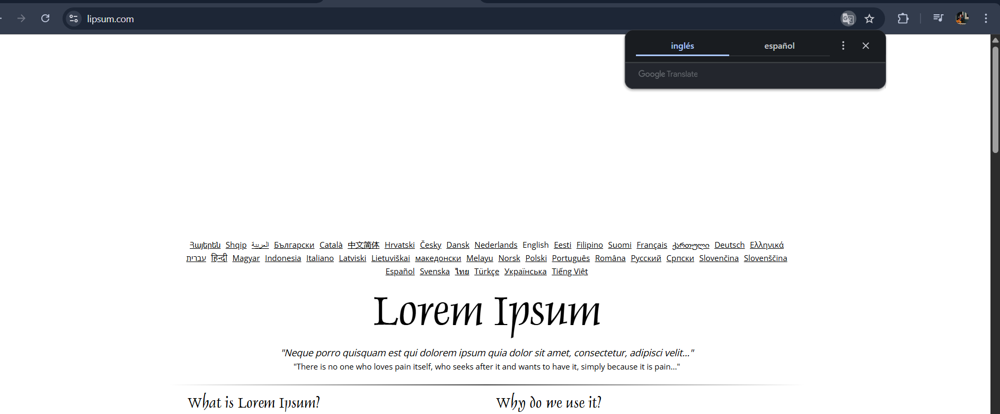 lipsum.com
inglés español
Google Translate
Հայերեն Shqip العربية Български Català 中文简体 Hrvatski Česky Dansk Nederlands English Eesti Filipino Suomi Français ქართული Deutsch Ελληνικά
עברית हिन्दी Magyar Indonesia Italiano Latviski Lietuviškai македонски Melayu Norsk Polski Português Româna Русский Српски Slovenčina Slovenščina
Español Svenska ไทย Türkçe Українська Tiếng Việt
Lorem Ipsum
"Neque porro quisquam est qui dolorem ipsum quia dolor sit amet, consectetur, adipisci velit..."
"There is no one who loves pain itself, who seeks after it and wants to have it, simply because it is pain..."
What is Lorem Ipsum?
Why do we use it?